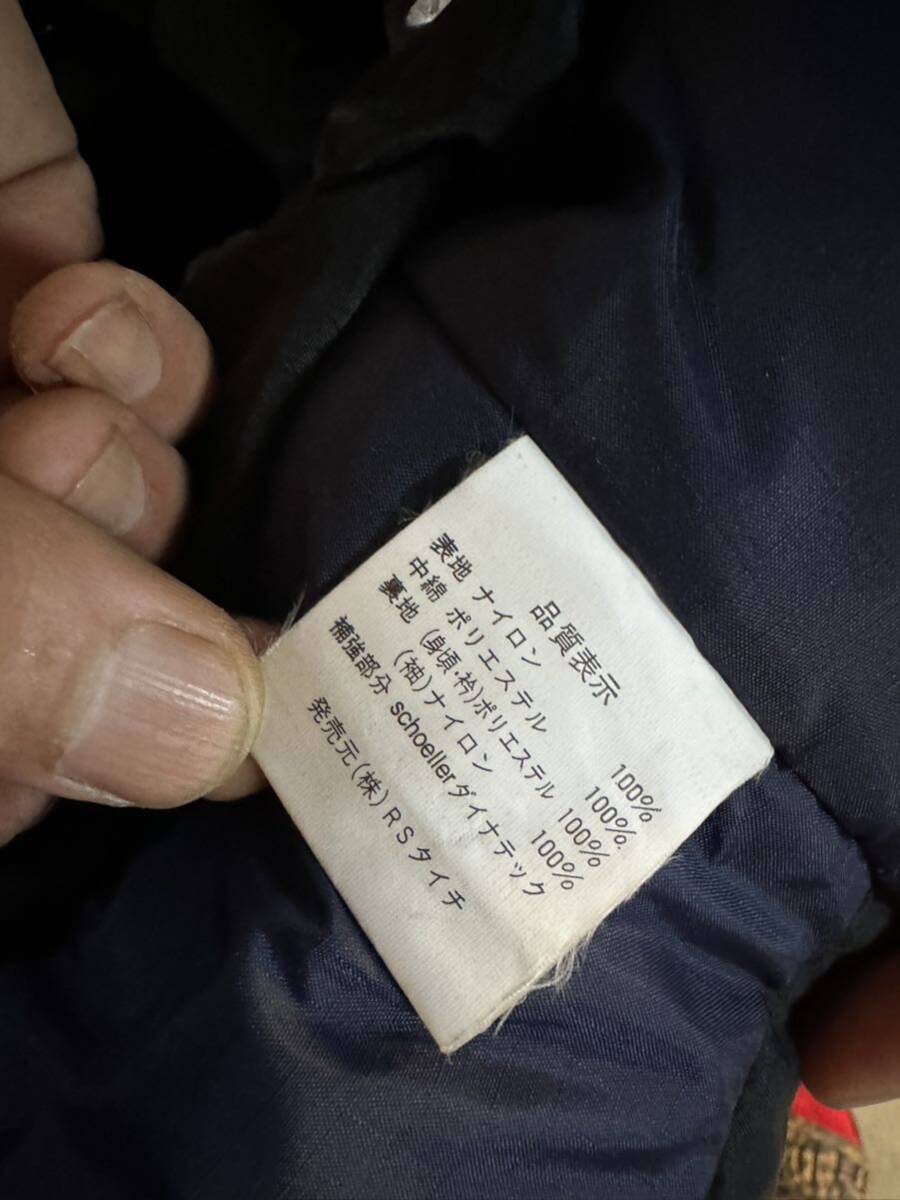 品質表示
表地 ナイロン 100%
中綿 ポリエステル 100%
裏地 (身頃・衿)ポリエステル 100%
(袖)ナイロン 100%
補強部分 schoellerダイナテック
発売元(株)RSタイチ